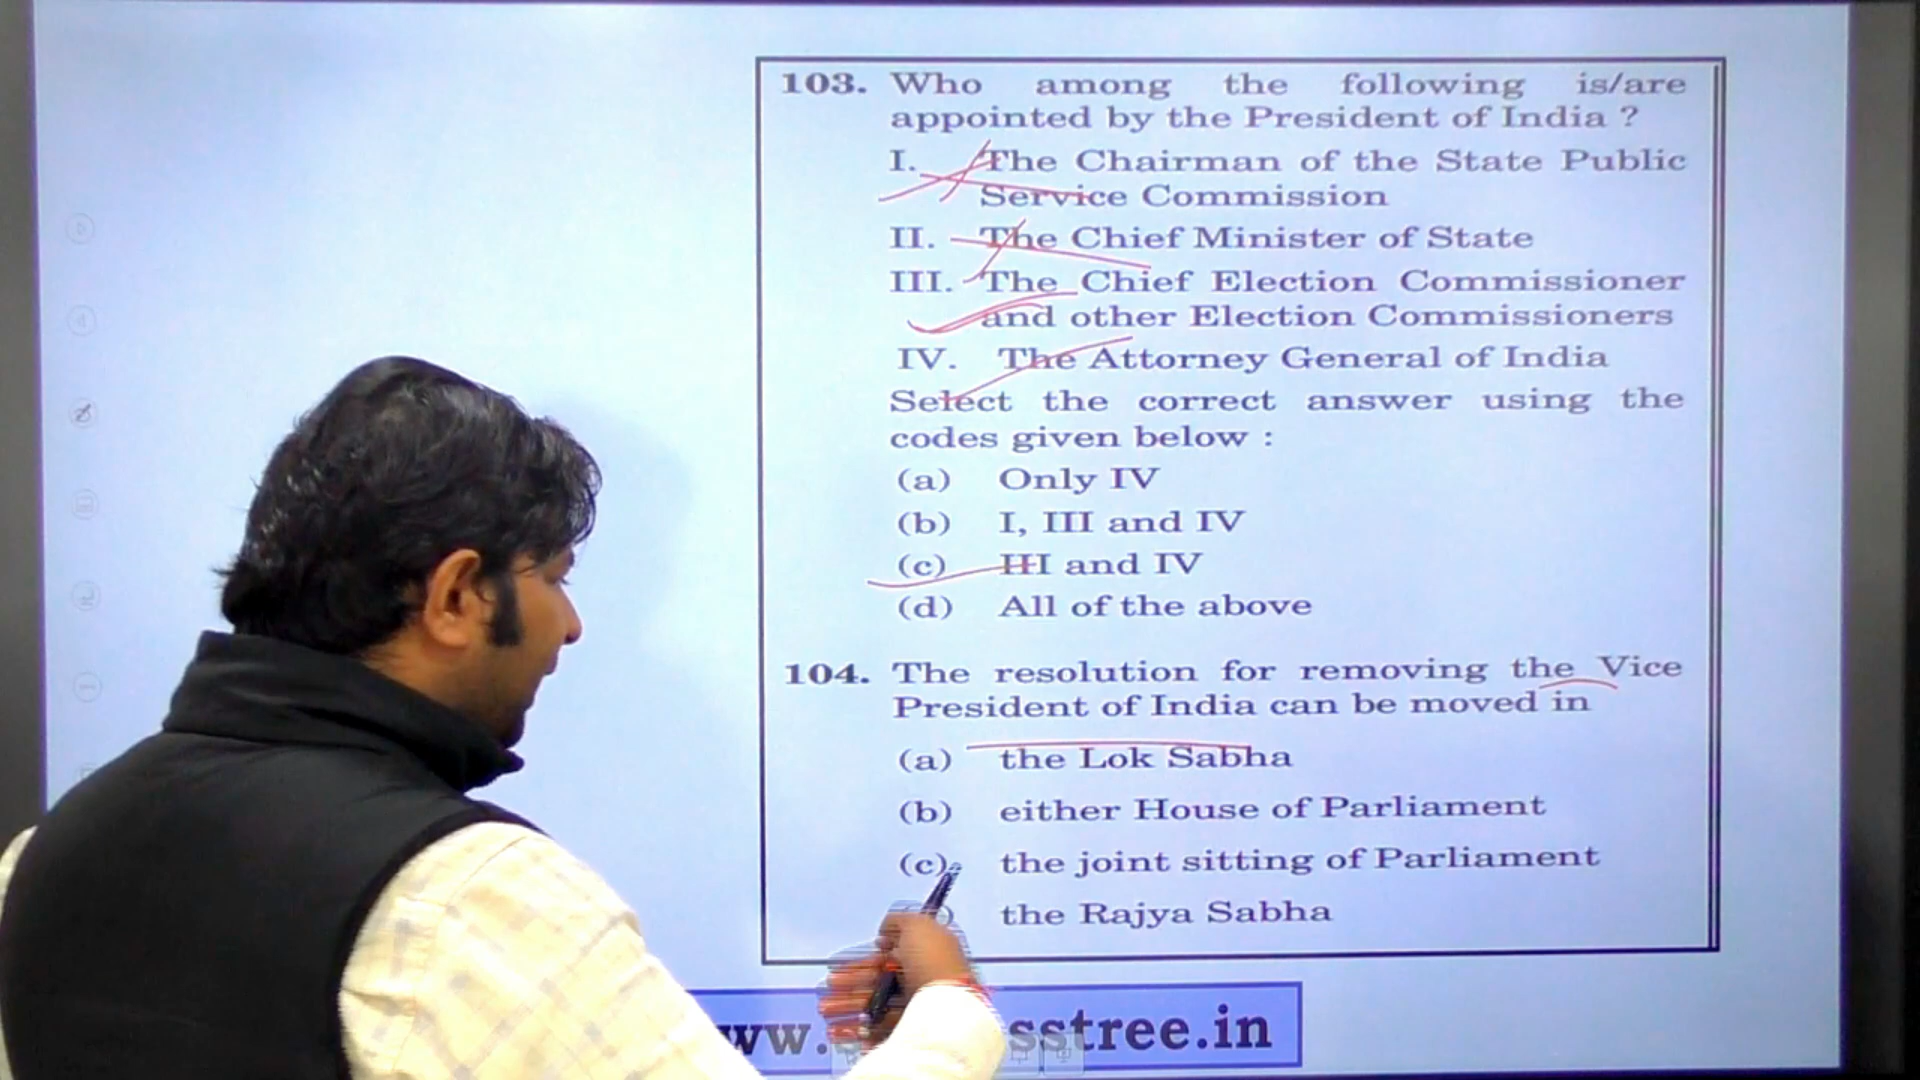 103. Who among the following is/are
appointed by the President of India ?
I. The Chairman of the State Public
Service Commission
II. The Chief Minister of State
III. The Chief Election Commissioner
and other Election Commissioners
IV. The Attorney General of India
Select the correct answer using the
codes given below :
(a) Only IV
(b) I, III and IV
(c) III and IV
(d) All of the above
104. The resolution for removing the Vice
President of India can be moved in
(a) the Lok Sabha
(b) either House of Parliament
(c) the joint sitting of Parliament
the Rajya Sabha
sstree.in